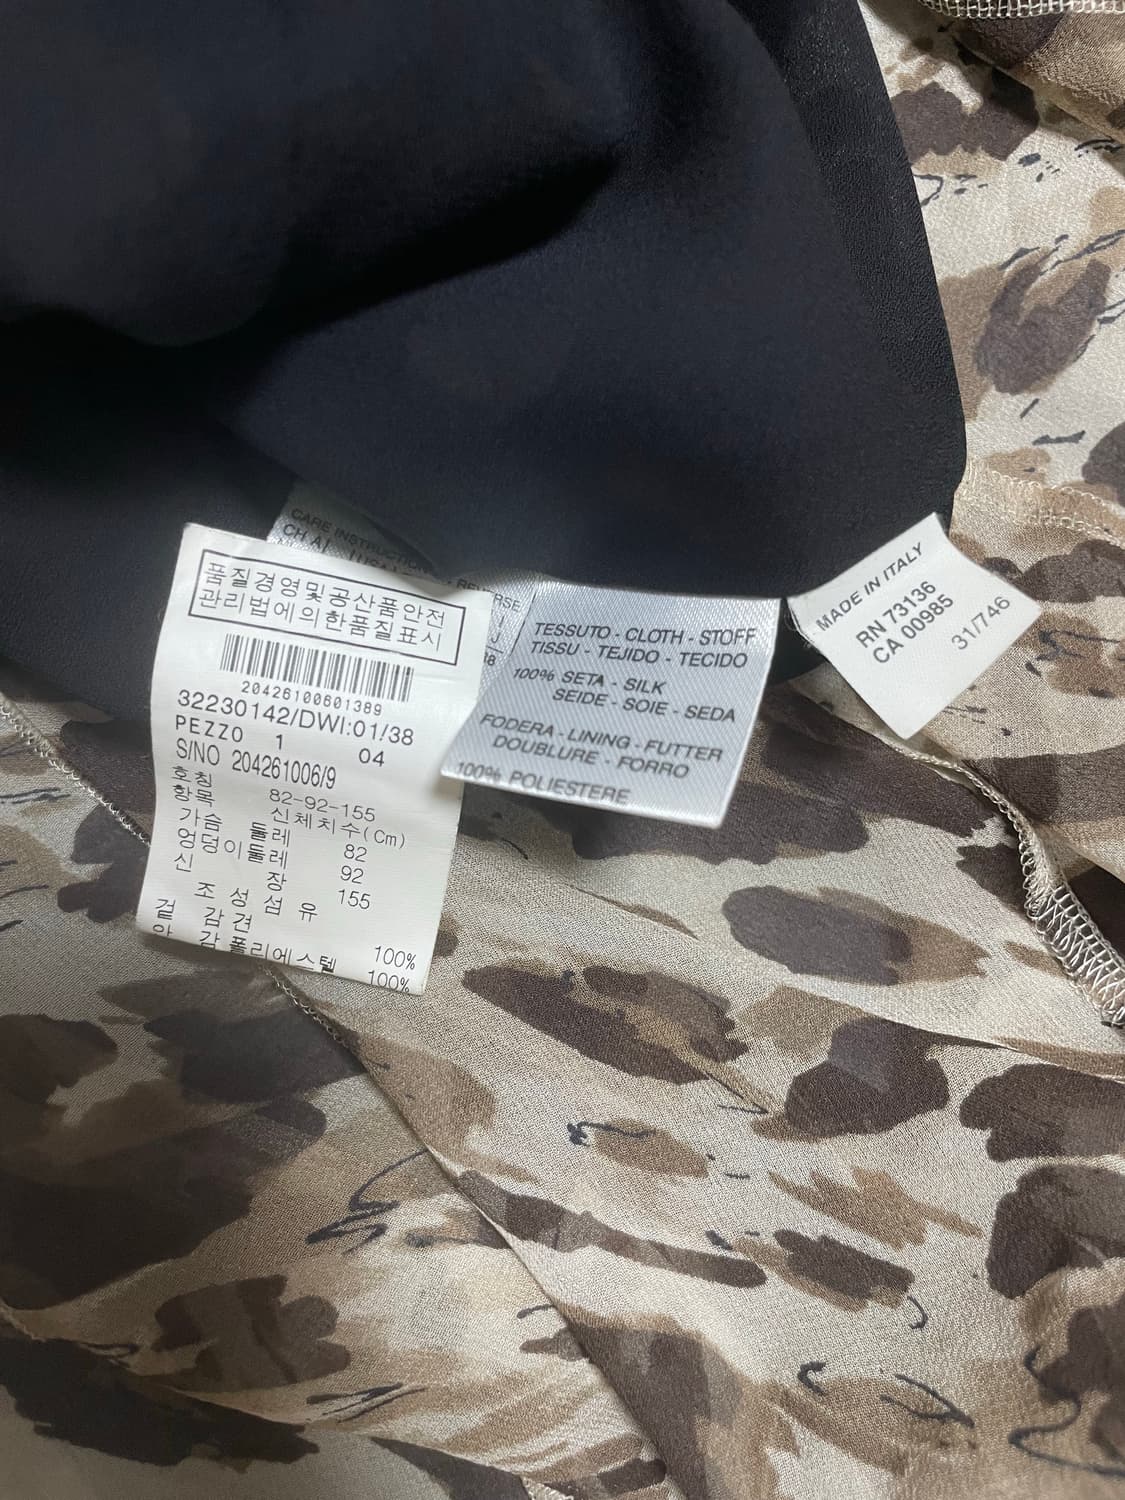 CARE INSTRUCTIONS - REVERSE
품질경영및공산품안전
관리법에의한품질표시
20426100601389
32230142/DWI:01/38
PEZZO 1 04
S/NO 204261006/9
호칭 82-92-155
항목 신체치수(Cm)
가슴 둘레 82
엉덩이둘레 92
신 장 155
조 성 섬 유
겉 감 견 100%
안 감 폴리에스텔 100%
TESSUTO - CLOTH - STOFF
TISSU - TEJIDO - TECIDO
100% SETA - SILK
SEIDE - SOIE - SEDA
FODERA - LINING - FUTTER
DOUBLURE - FORRO
100% POLIESTERE
MADE IN ITALY
RN 73136
CA 00985
31/746